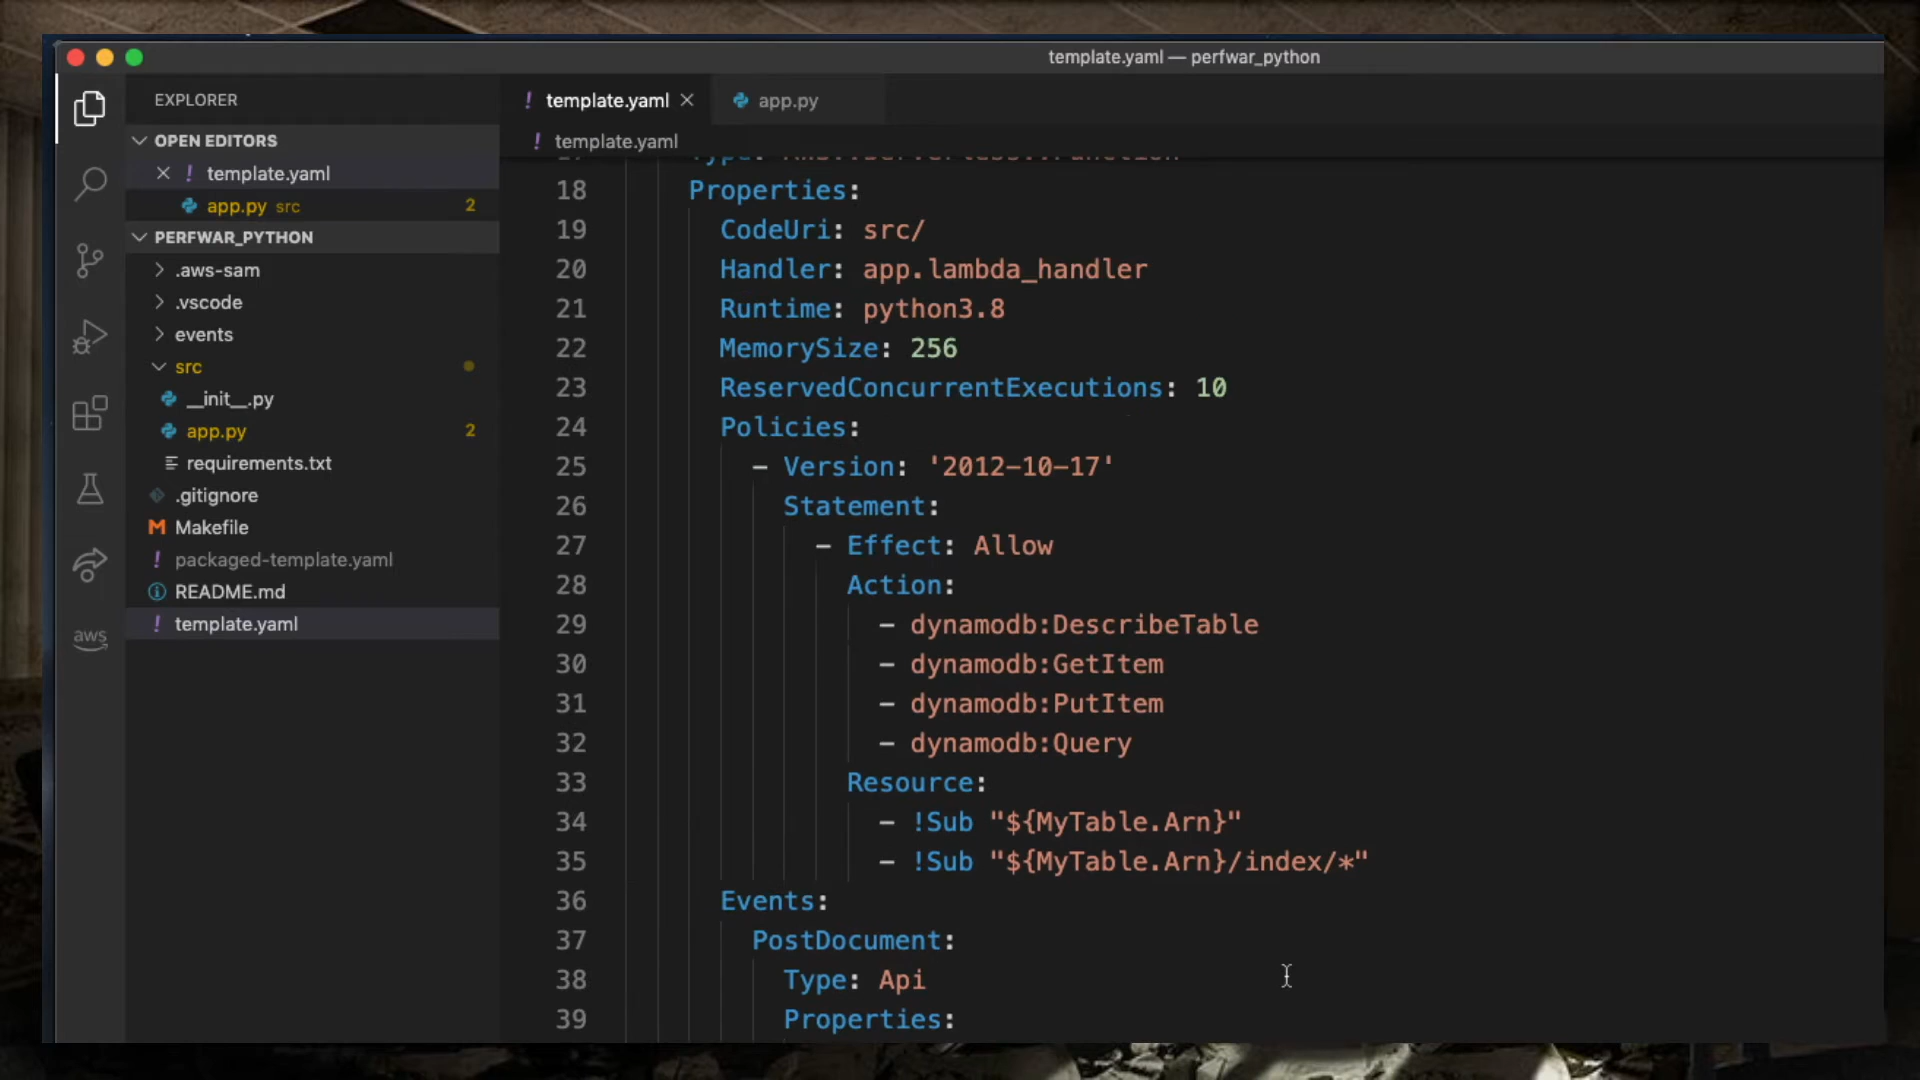 template.yaml — perfwar_python
EXPLORER
OPEN EDITORS
template.yaml
app.py src 2
PERFWAR_PYTHON
.aws-sam
.vscode
events
src
__init__.py
app.py 2
requirements.txt
.gitignore
Makefile
packaged-template.yaml
README.md
template.yaml
aws
template.yaml app.py
template.yaml
18 Properties:
19 CodeUri: src/
20 Handler: app.lambda_handler
21 Runtime: python3.8
22 MemorySize: 256
23 ReservedConcurrentExecutions: 10
24 Policies:
25 - Version: '2012-10-17'
26 Statement:
27 - Effect: Allow
28 Action:
29 - dynamodb:DescribeTable
30 - dynamodb:GetItem
31 - dynamodb:PutItem
32 - dynamodb:Query
33 Resource:
34 - !Sub "${MyTable.Arn}"
35 - !Sub "${MyTable.Arn}/index/*"
36 Events:
37 PostDocument:
38 Type: Api
39 Properties: